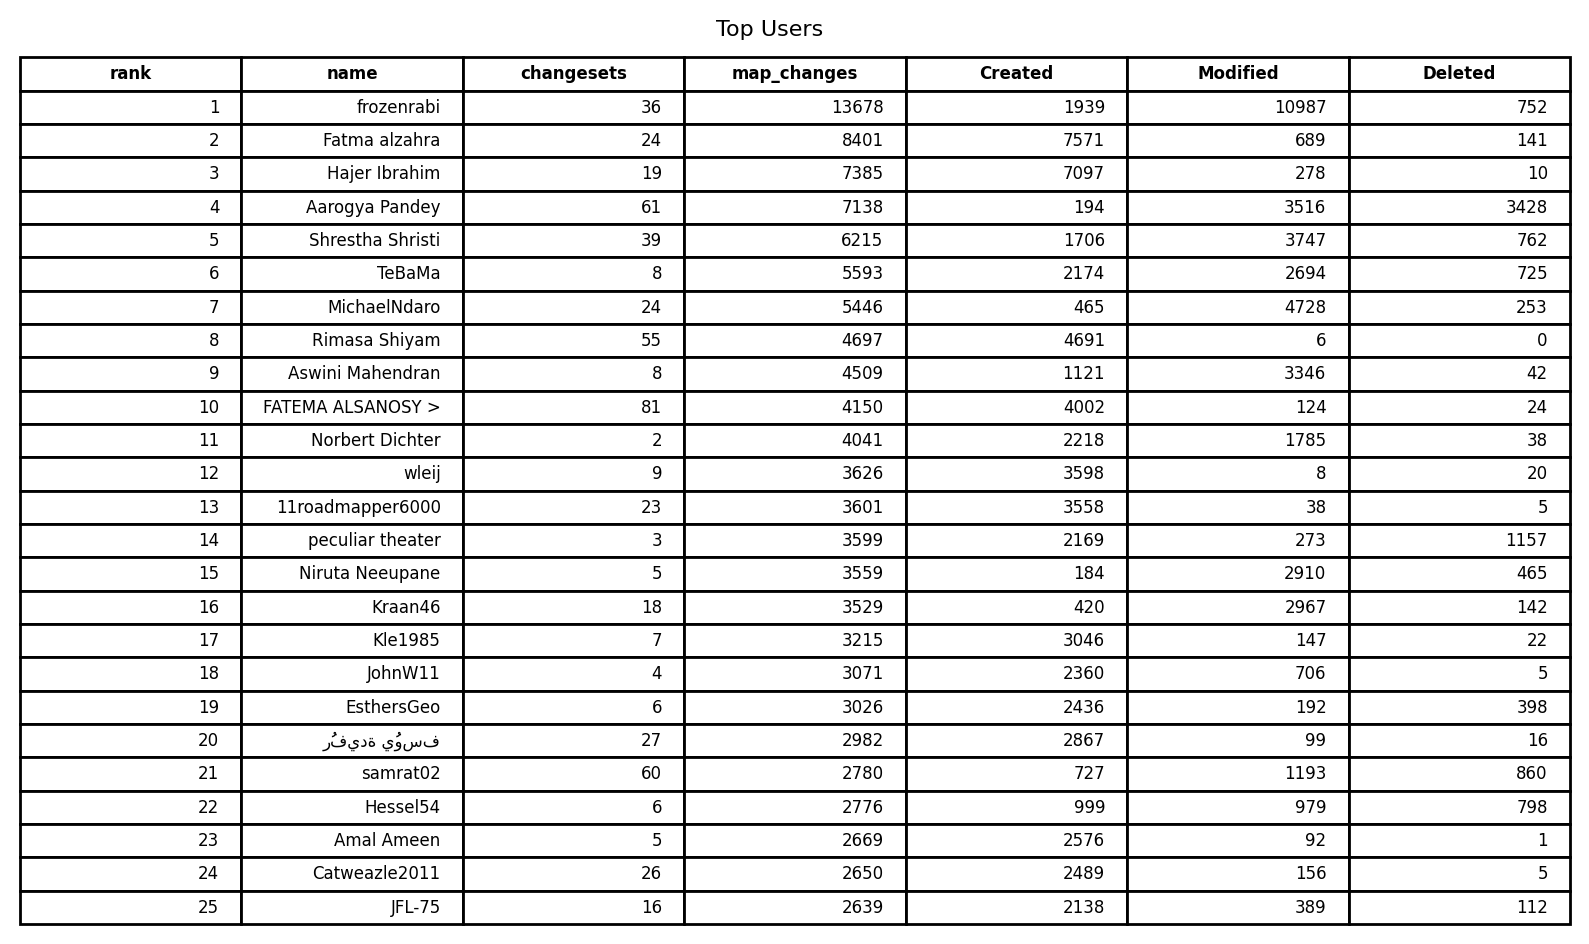 Top Users
rank name changesets map_changes Created Modified Deleted
1 frozenrabi 36 13678 1939 10987 752
2 Fatma alzahra 24 8401 7571 689 141
3 Hajer Ibrahim 19 7385 7097 278 10
4 Aarogya Pandey 61 7138 194 3516 3428
5 Shrestha Shristi 39 6215 1706 3747 762
6 TeBaMa 8 5593 2174 2694 725
7 MichaelNdaro 24 5446 465 4728 253
8 Rimasa Shiyam 55 4697 4691 6 0
9 Aswini Mahendran 8 4509 1121 3346 42
10 FATEMA ALSANOSY > 81 4150 4002 124 24
11 Norbert Dichter 2 4041 2218 1785 38
12 wleij 9 3626 3598 8 20
13 11roadmapper6000 23 3601 3558 38 5
14 peculiar theater 3 3599 2169 273 1157
15 Niruta Neeupane 5 3559 184 2910 465
16 Kraan46 18 3529 420 2967 142
17 Kle1985 7 3215 3046 147 22
18 JohnW11 4 3071 2360 706 5
19 EsthersGeo 6 3026 2436 192 398
20 فسوُي ةديفُر 27 2982 2867 99 16
21 samrat02 60 2780 727 1193 860
22 Hessel54 6 2776 999 979 798
23 Amal Ameen 5 2669 2576 92 1
24 Catweazle2011 26 2650 2489 156 5
25 JFL-75 16 2639 2138 389 112